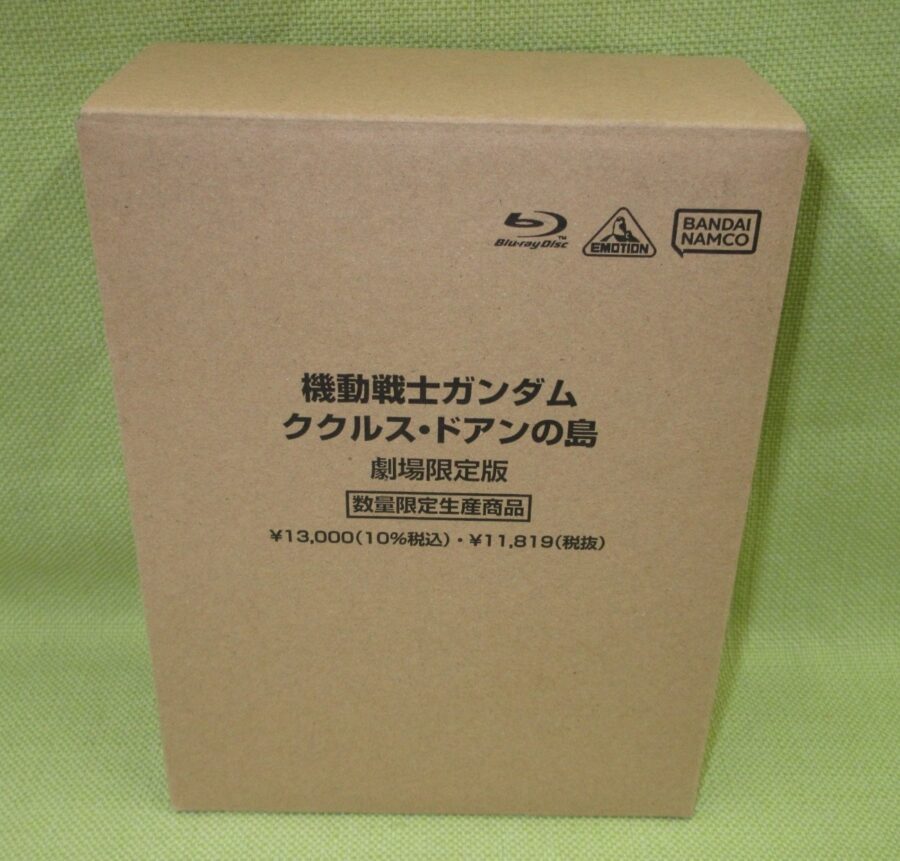 Blu-ray Disc™
EMOTION
BANDAI
NAMCO
機動戦士ガンダム
ククルス・ドアンの島
劇場限定版
数量限定生産商品
¥13,000(10%税込)・¥11,819(税抜)